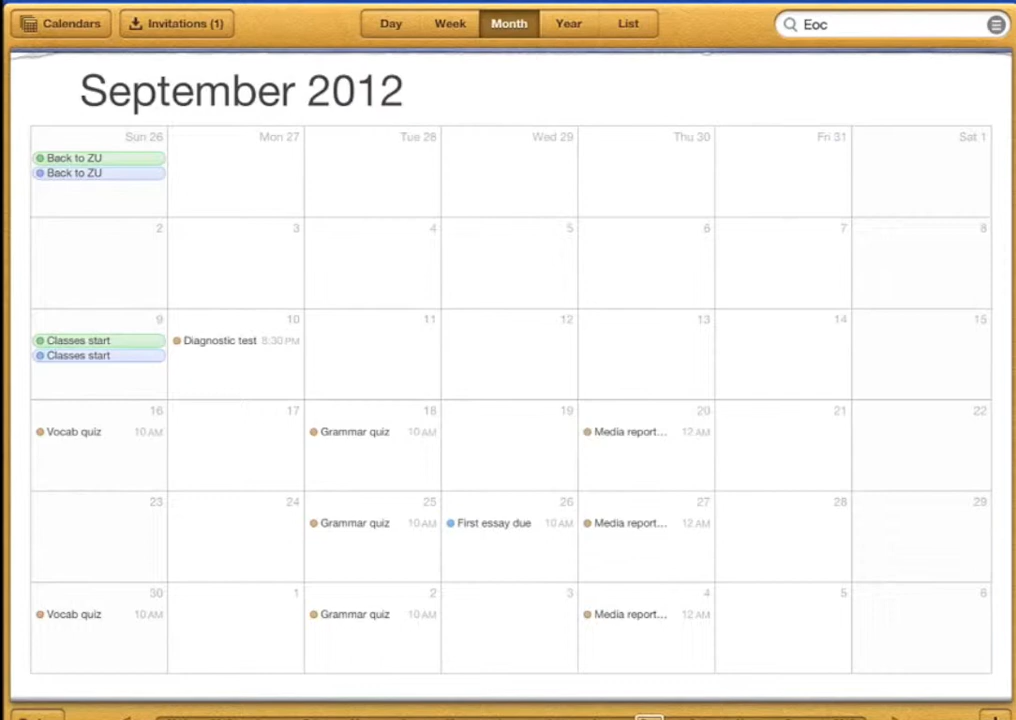 Calendars Invitations (1) Day Week Month Year List Eoc
September 2012
Sun 26 Mon 27 Tue 28 Wed 29 Thu 30 Fri 31 Sat 1
Back to ZU
Back to ZU
2 3 4 5 6 7 8
9 10 11 12 13 14 15
Classes start Diagnostic test 8:30 PM
Classes start
16 17 18 19 20 21 22
Vocab quiz 10 AM Grammar quiz 10 AM Media report... 12 AM
23 24 25 26 27 28 29
Grammar quiz 10 AM First essay due 10 AM Media report... 12 AM
30 1 2 3 4 5 6
Vocab quiz 10 AM Grammar quiz 10 AM Media report... 12 AM